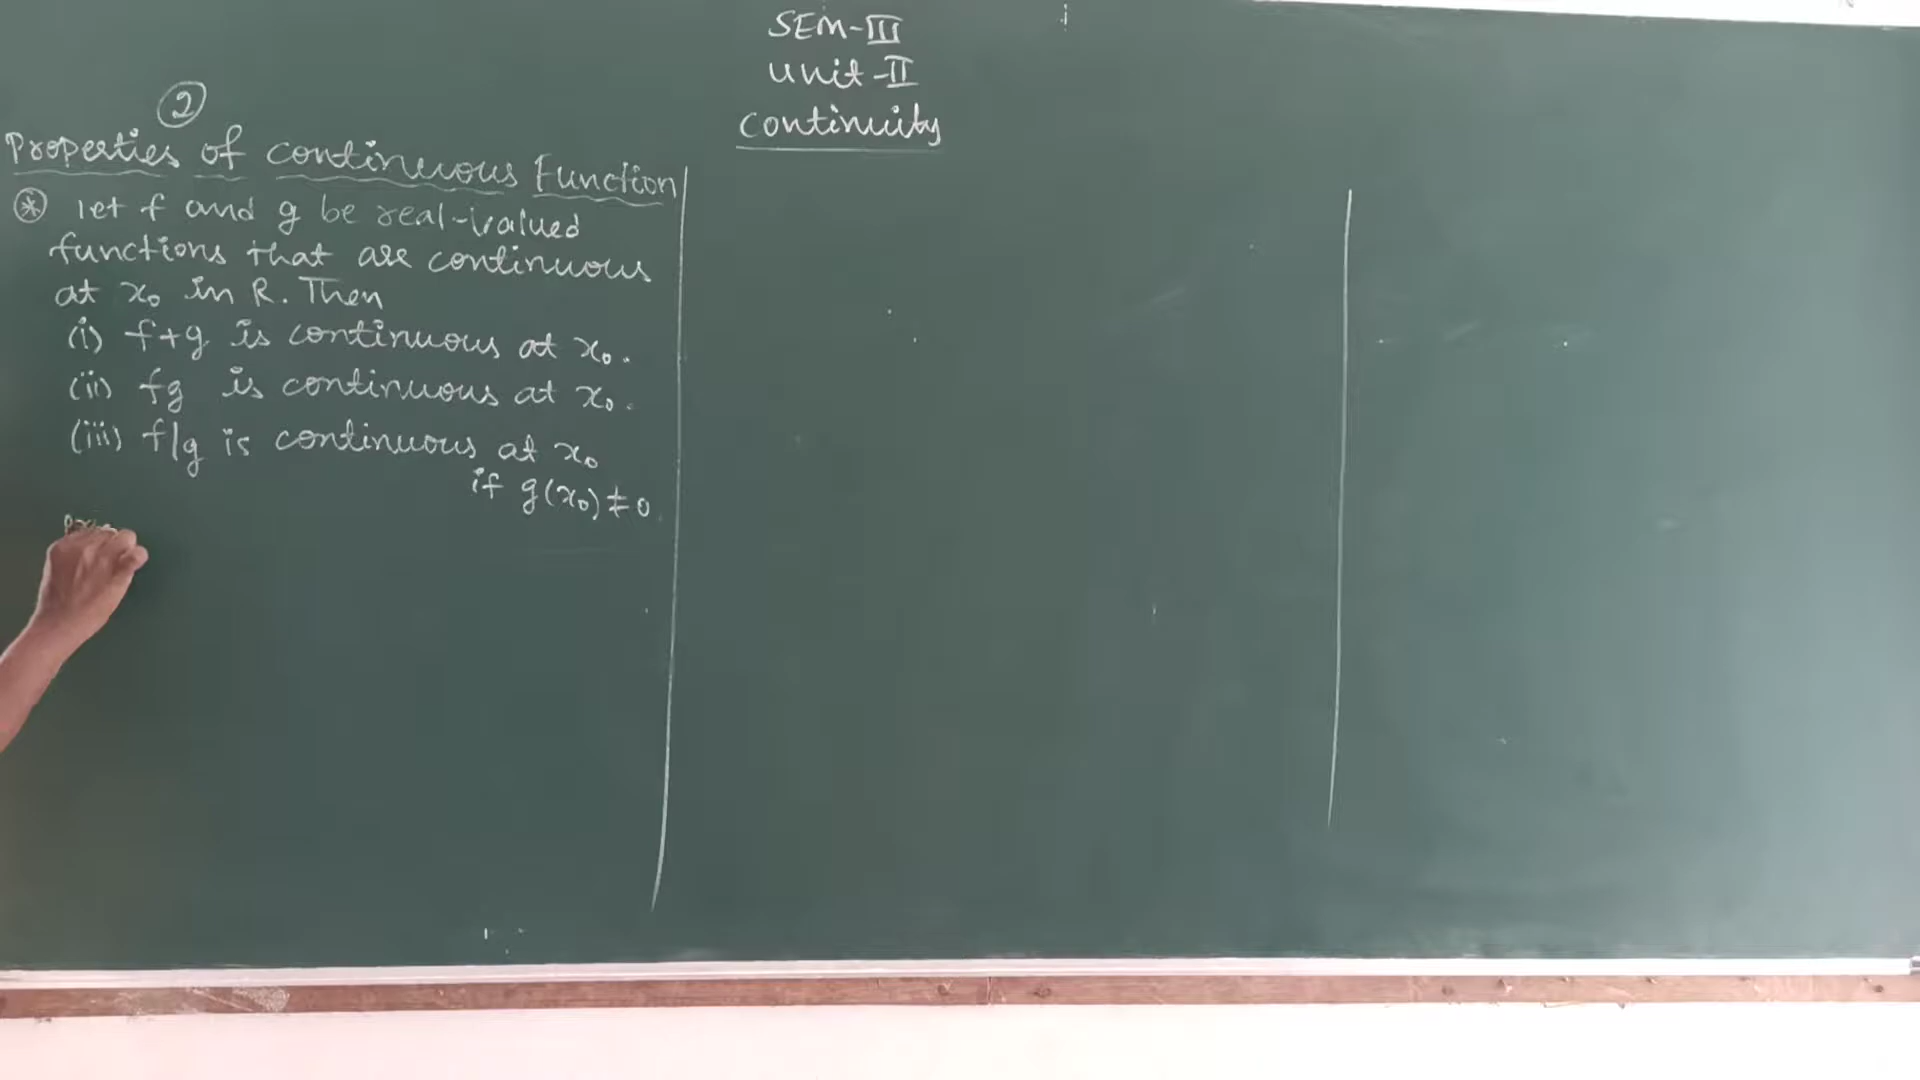 SEM-III
Unit-II
Continuity
2
Properties of continuous Function
* let f and g be real-valued
functions that are continuous
at x₀ in R. Then
(i) f+g is continuous at x₀.
(ii) fg is continuous at x₀.
(iii) f/g is continuous at x₀
if g(x₀) ≠ 0.